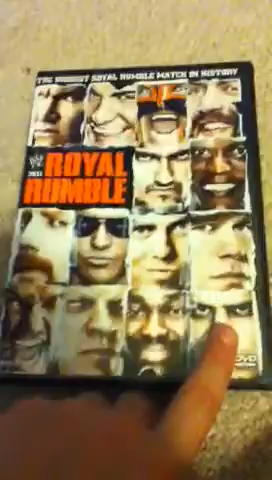 THE BIGGEST ROYAL RUMBLE MATCH IN HISTORY
2011 ROYAL
RUMBLE
DVD